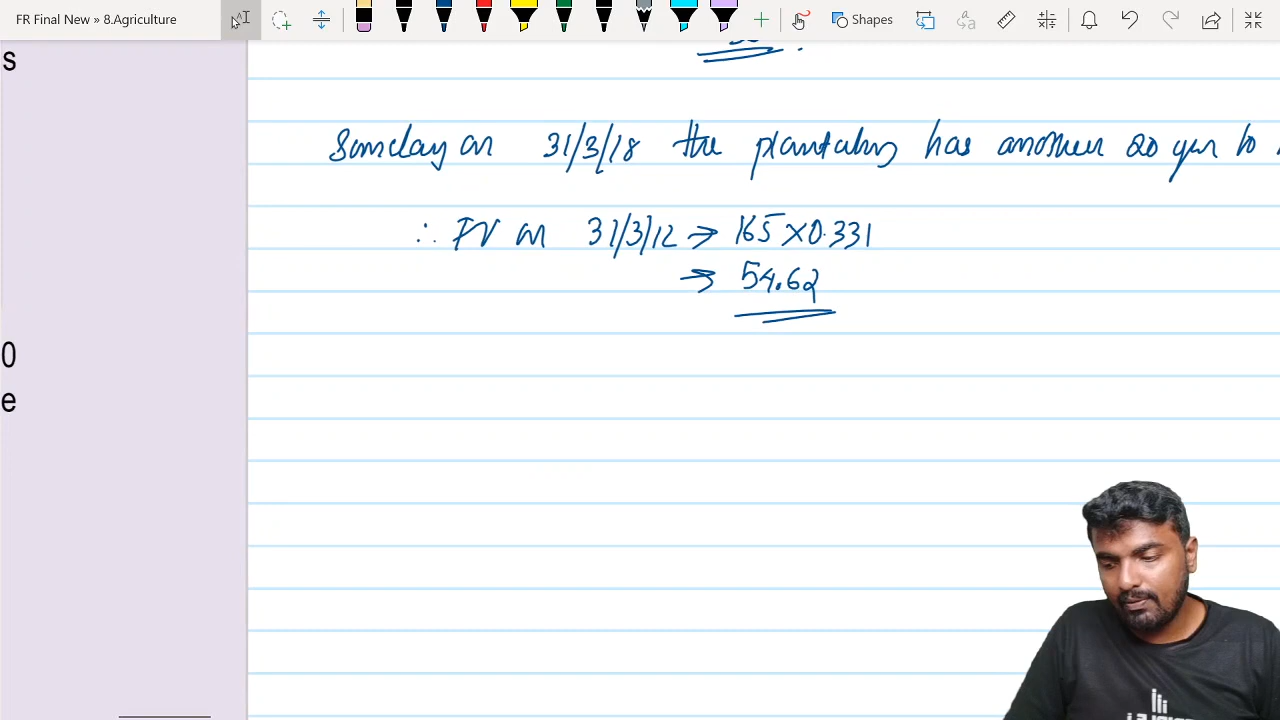 FR Final New » 8.Agriculture
Shapes
s
Similarly on 31/3/18 the plantation has another 20 year to
∴ FV on 31/3/12 → 165 × 0.331
→ 54.62
0
e